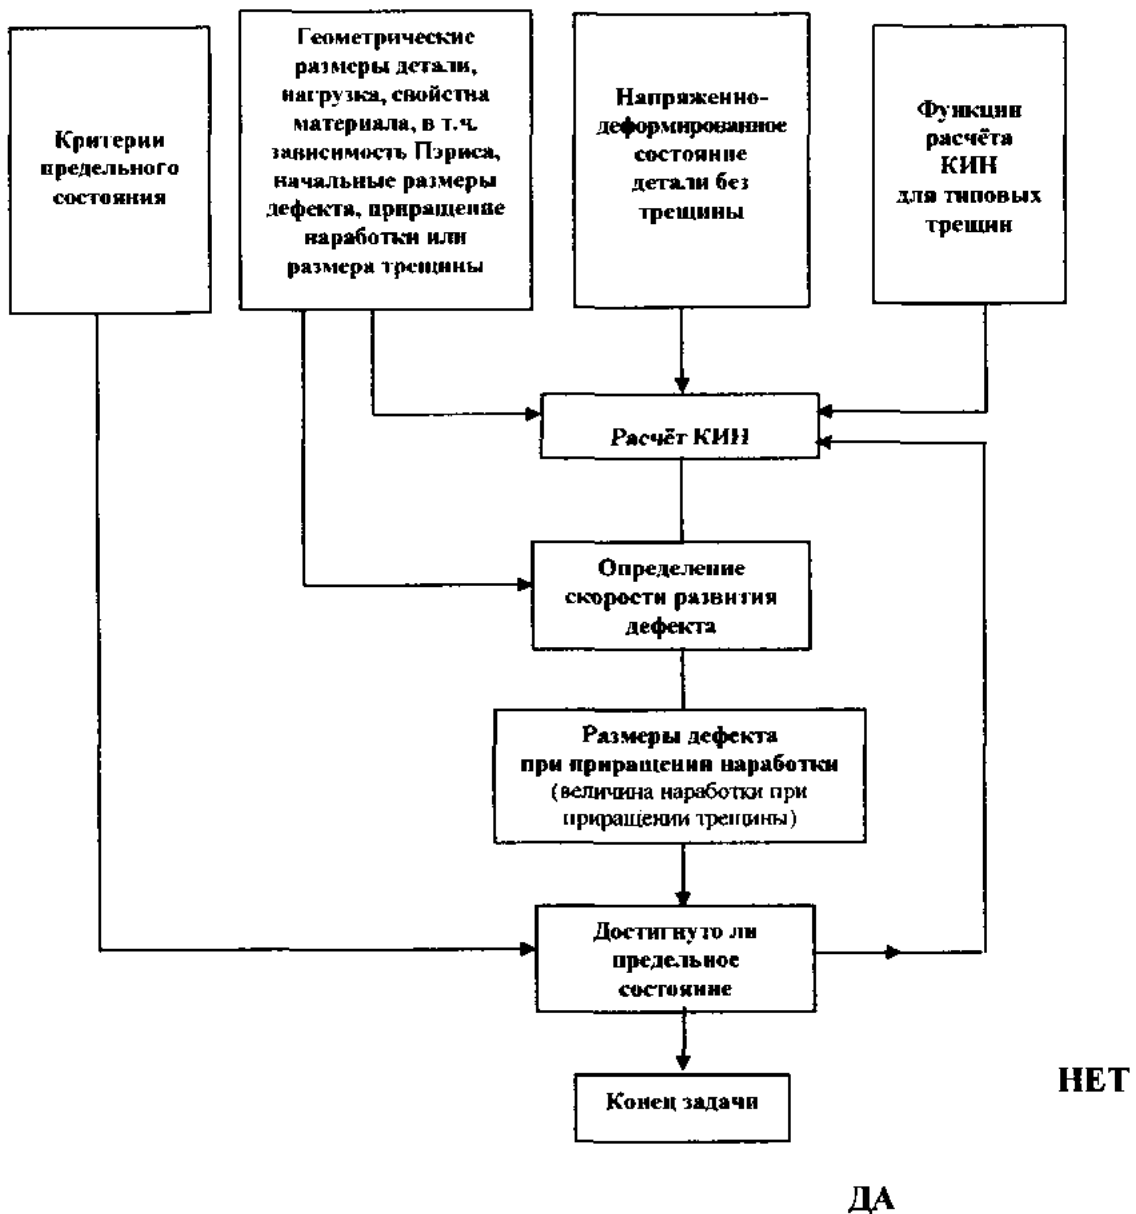 Критерии
предельного
состояния
Геометрические
размеры детали,
нагрузка, свойства
материала, в т.ч.
зависимость Пэриса,
начальные размеры
дефекта, приращение
наработки или
размера трещины
Напряженно-
деформированное
состояние
детали без
трещины
Функции
расчёта
КИН
для типовых
трещин
Расчёт КИН
Определение
скорости развития
дефекта
Размеры дефекта
при приращении наработки
(величина наработки при
приращении трещины)
Достигнуто ли
предельное
состояние
Конец задачи
НЕТ
ДА